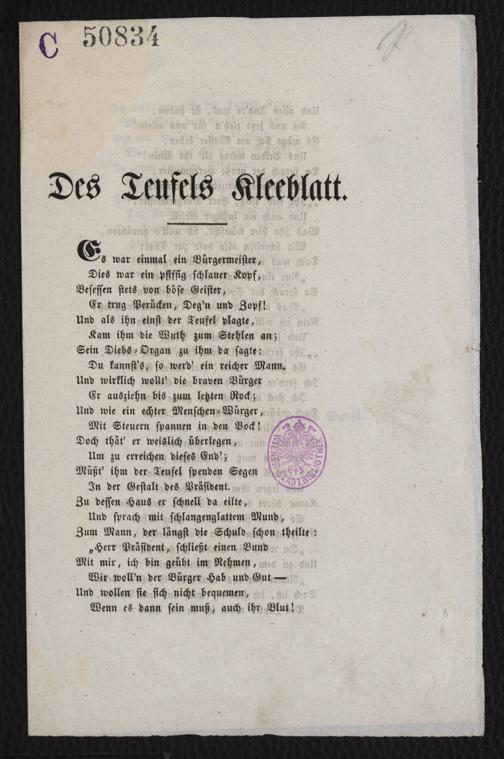 C 50834
Des Teufels Kleeblatt.
Es war einmal ein Bürgermeister,
Dies war ein pfiffig schlauer Kopf,
Besessen stets von böse Geister,
Er trug Perücken, Deg'n und Zopf!
Und als ihn einst der Teufel plagte,
Kam ihm die Wuth zum Stehlen an;
Sein Diebs-Organ zu ihm da sagte:
Du kannst's, so werd' ein reicher Mann.
Und wirklich wollt' die braven Bürger
Er ausziehn bis zum letzten Rock;
Und wie ein echter Menschen-Würger,
Mit Steuern spannen in den Bock!
Doch thät' er weislich überlegen,
Um zu erreichen dieses End';
Müßt' ihm der Teufel spenden Segen
In der Gestalt des Präsident.
Zu dessen Haus er schnell da eilte,
Und sprach mit schlangenglattem Mund,
Zum Mann, der längst die Schuld schon theilte:
„Herr Präsident, schließt einen Bund
Mit mir, ich bin geübt im Nehmen,
Wir woll'n der Bürger Hab und Gut —
Und wollen sie sich nicht bequemen,
Wenn es dann sein muß, auch ihr Blut!